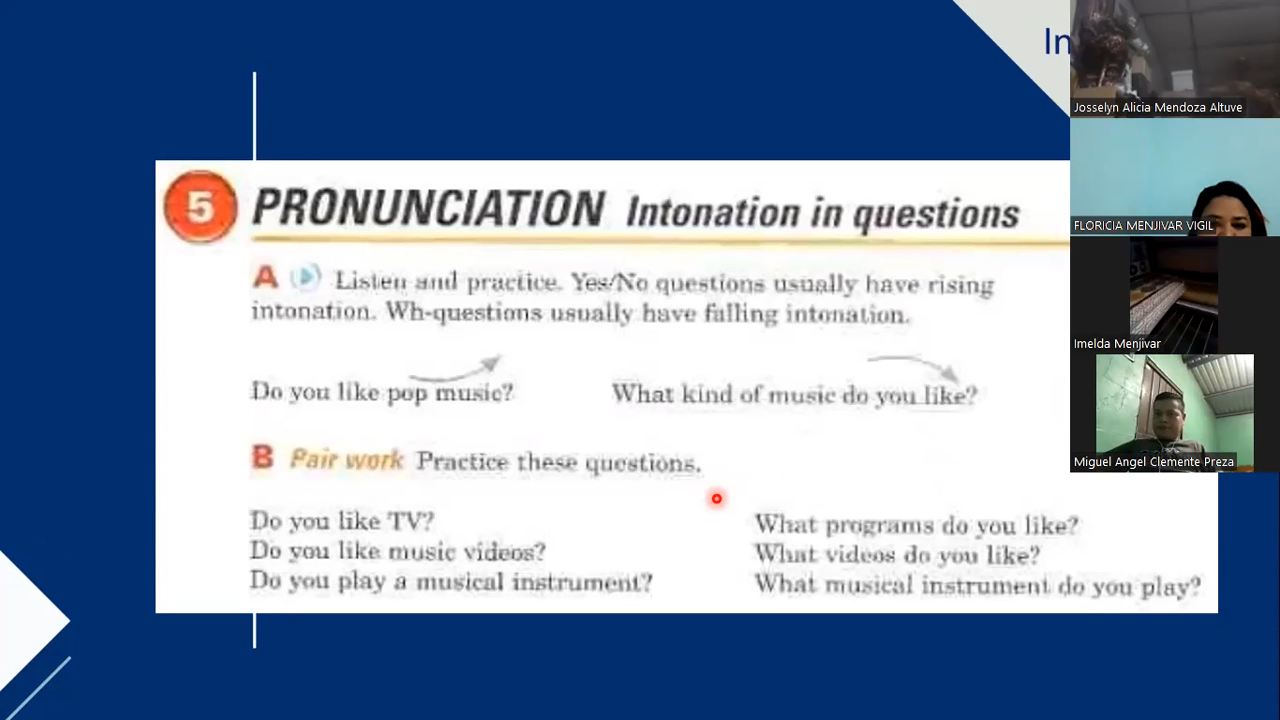 In
Josselyn Alicia Mendoza Altuve
FLORICIA MENJIVAR VIGIL
Imelda Menjivar
Miguel Angel Clemente Preza
5 PRONUNCIATION Intonation in questions
A Listen and practice. Yes/No questions usually have rising
intonation. Wh-questions usually have falling intonation.
Do you like pop music? What kind of music do you like?
B Pair work Practice these questions.
Do you like TV? What programs do you like?
Do you like music videos? What videos do you like?
Do you play a musical instrument? What musical instrument do you play?